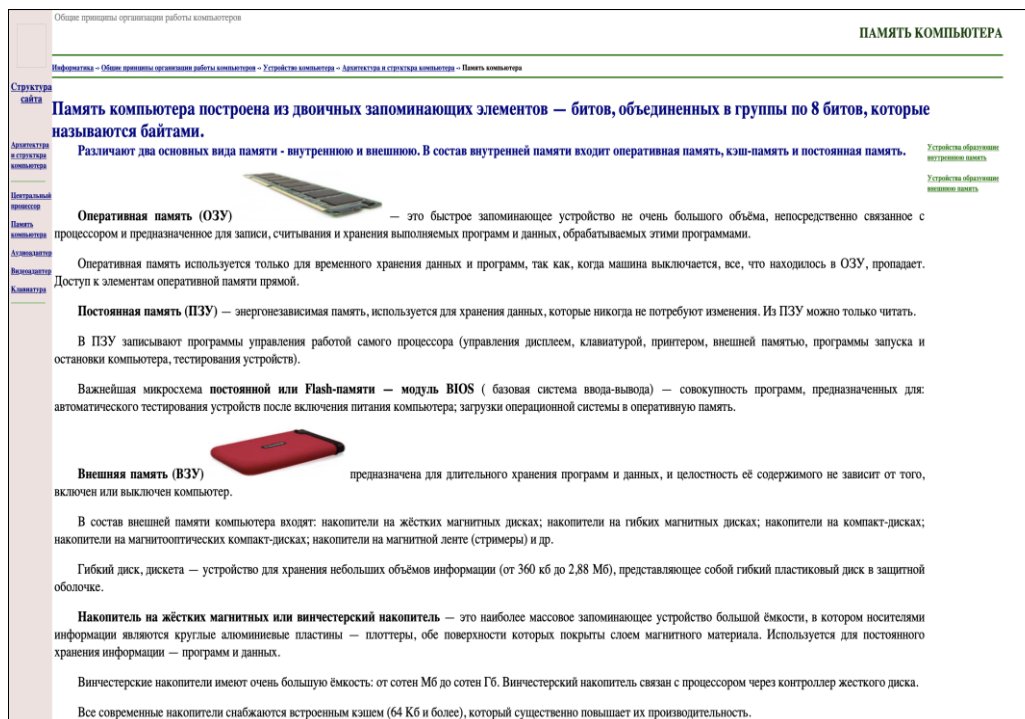 Общие принципы организации работы компьютеров
ПАМЯТЬ КОМПЬЮТЕРА
Информатика -> Общие принципы организации работы компьютеров -> Устройство компьютера -> Архитектура и структкра компьютера -> Память компьютера
Структура
сайта
Память компьютера построена из двоичных запоминающих элементов — битов, объединенных в группы по 8 битов, которые
называются байтами.
Различают два основных вида памяти - внутреннюю и внешнюю. В состав внутренней памяти входит оперативная память, кэш-память и постоянная память.
Архитектура
и структкра
компьютера
Центральный
процессор
Память
компьютера
Аудиоадаптер
Видеоадаптер
Клавиатура
Устройства образующие
внутреннюю память
Устройства образующие
внешнюю память
Оперативная память (ОЗУ) — это быстрое запоминающее устройство не очень большого объёма, непосредственно связанное с
процессором и предназначенное для записи, считывания и хранения выполняемых программ и данных, обрабатываемых этими программами.
Оперативная память используется только для временного хранения данных и программ, так как, когда машина выключается, все, что находилось в ОЗУ, пропадает.
Доступ к элементам оперативной памяти прямой.
Постоянная память (ПЗУ) — энергонезависимая память, используется для хранения данных, которые никогда не потребуют изменения. Из ПЗУ можно только читать.
В ПЗУ записывают программы управления работой самого процессора (управления дисплеем, клавиатурой, принтером, внешней памятью, программы запуска и
остановки компьютера, тестирования устройств).
Важнейшая микросхема постоянной или Flash-памяти — модуль BIOS ( базовая система ввода-вывода) — совокупность программ, предназначенных для:
автоматического тестирования устройств после включения питания компьютера; загрузки операционной системы в оперативную память.
Внешняя память (ВЗУ) предназначена для длительного хранения программ и данных, и целостность её содержимого не зависит от того,
включен или выключен компьютер.
В состав внешней памяти компьютера входят: накопители на жёстких магнитных дисках; накопители на гибких магнитных дисках; накопители на компакт-дисках;
накопители на магнитооптических компакт-дисках; накопители на магнитной ленте (стримеры) и др.
Гибкий диск, дискета — устройство для хранения небольших объёмов информации (от 360 кб до 2,88 Мб), представляющее собой гибкий пластиковый диск в защитной
оболочке.
Накопитель на жёстких магнитных или винчестерский накопитель — это наиболее массовое запоминающее устройство большой ёмкости, в котором носителями
информации являются круглые алюминиевые пластины — плоттеры, обе поверхности которых покрыты слоем магнитного материала. Используется для постоянного
хранения информации — программ и данных.
Винчестерские накопители имеют очень большую ёмкость: от сотен Мб до сотен Гб. Винчестерский накопитель связан с процессором через контроллер жесткого диска.
Все современные накопители снабжаются встроенным кэшем (64 Кб и более), который существенно повышает их производительность.